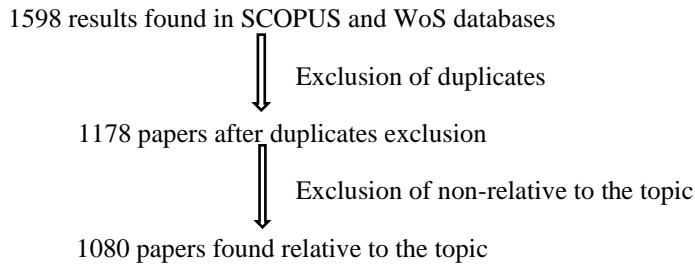 1598 results found in SCOPUS and WoS databases
Exclusion of duplicates
1178 papers after duplicates exclusion
Exclusion of non-relative to the topic
1080 papers found relative to the topic